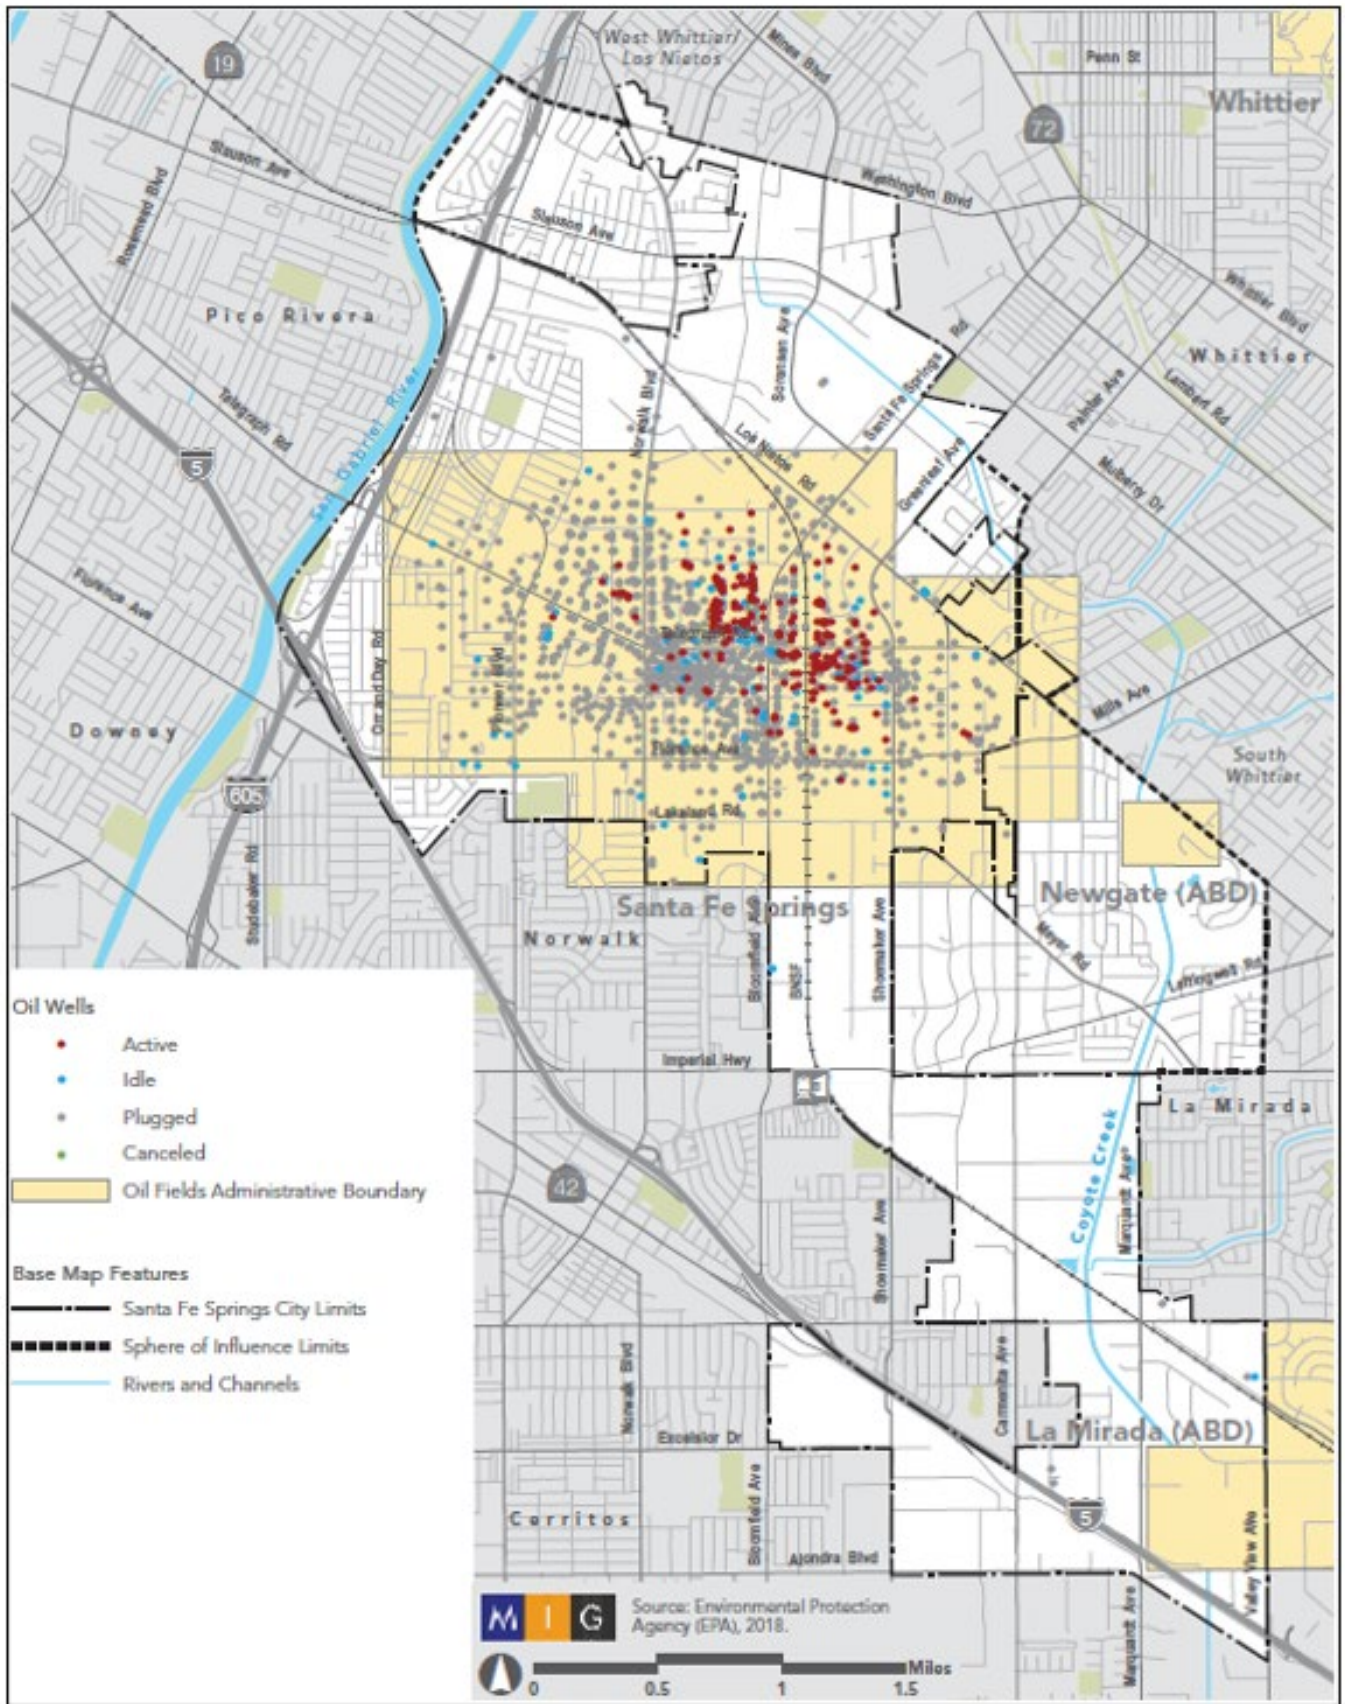 West Whittier/
Los Nietos
Mines Blvd
Penn St
19
Whittier
72
Slauson Ave
Rosemead Blvd
Washington Blvd
Slauson Ave
Pico Rivera
Whittier Blvd
Sorensen Ave
Santa Fe Springs Rd
Whittier
Palmer Ave
Lambert Rd
Telegraph Rd
San Gabriel River
Norwalk Blvd
Los Nietos Rd
Greenleaf Ave
Mulberry Dr
5
Florence Ave
Orr and Day Rd
Mills Ave
Downey
South
Whittier
605
Florence Ave
Lakeland Rd
Studebaker Rd
Santa Fe Springs
Newgate (ABD)
Norwalk
Bloomfield Ave
BNSF
Shoemaker Ave
Meyer Rd
Leffingwell Rd
Oil Wells
Active
Idle
Plugged
Canceled
Oil Fields Administrative Boundary
Imperial Hwy
La Mirada
Coyote Creek
Marquardt Ave
42
Shoemaker Ave
Base Map Features
Santa Fe Springs City Limits
Sphere of Influence Limits
Rivers and Channels
Norwalk Blvd
Carmenita Ave
La Mirada (ABD)
Excelsior Dr
Bloomfield Ave
5
Cerritos
Valley View Ave
Alondra Blvd
Marquardt Ave
M I G
Source: Environmental Protection
Agency (EPA), 2018.
Miles
0 0.5 1 1.5